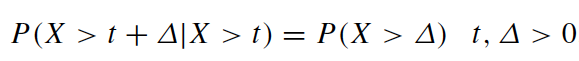 P(X > t + Δ|X > t) = P(X > Δ) t, Δ > 0